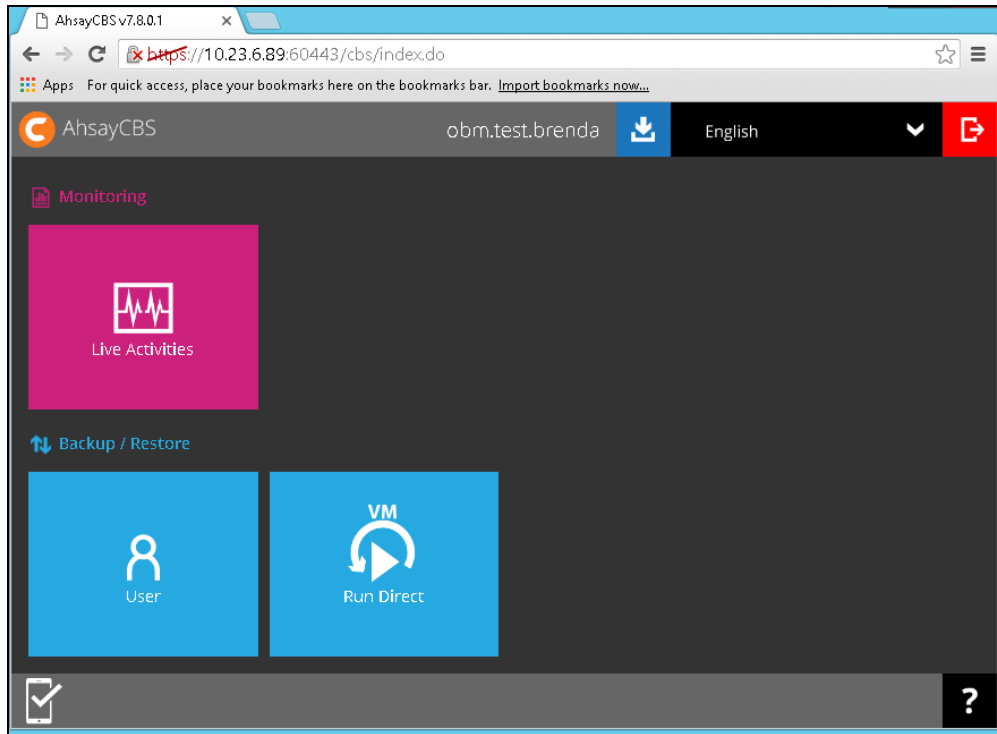 AhsayCBS v7.8.0.1
https://10.23.6.89:60443/cbs/index.do
Apps For quick access, place your bookmarks here on the bookmarks bar. Import bookmarks now...
AhsayCBS obm.test.brenda English
Monitoring
Live Activities
Backup / Restore
VM
User Run Direct
?